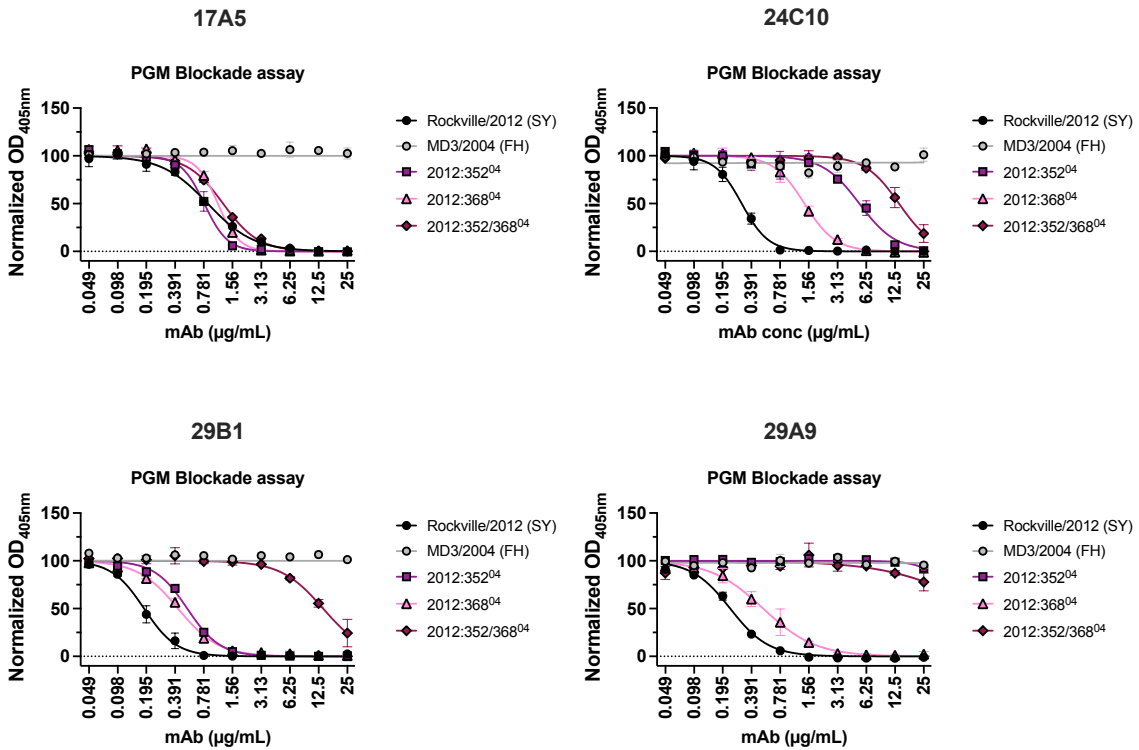 17A5
PGM Blockade assay
Normalized OD405nm
150
100
50
0
0.049
0.098
0.195
0.391
0.781
1.56
3.13
6.25
12.5
25
mAb (µg/mL)
Rockville/2012 (SY)
MD3/2004 (FH)
2012:352⁰⁴
2012:368⁰⁴
2012:352/368⁰⁴
24C10
PGM Blockade assay
Normalized OD405nm
150
100
50
0
0.049
0.098
0.195
0.391
0.781
1.56
3.13
6.25
12.5
25
mAb conc (µg/mL)
Rockville/2012 (SY)
MD3/2004 (FH)
2012:352⁰⁴
2012:368⁰⁴
2012:352/368⁰⁴
29B1
PGM Blockade assay
Normalized OD405nm
150
100
50
0
0.049
0.098
0.195
0.391
0.781
1.56
3.13
6.25
12.5
25
mAb (µg/mL)
Rockville/2012 (SY)
MD3/2004 (FH)
2012:352⁰⁴
2012:368⁰⁴
2012:352/368⁰⁴
29A9
PGM Blockade assay
Normalized OD405nm
150
100
50
0
0.049
0.098
0.195
0.391
0.781
1.56
3.13
6.25
12.5
25
mAb (µg/mL)
Rockville/2012 (SY)
MD3/2004 (FH)
2012:352⁰⁴
2012:368⁰⁴
2012:352/368⁰⁴